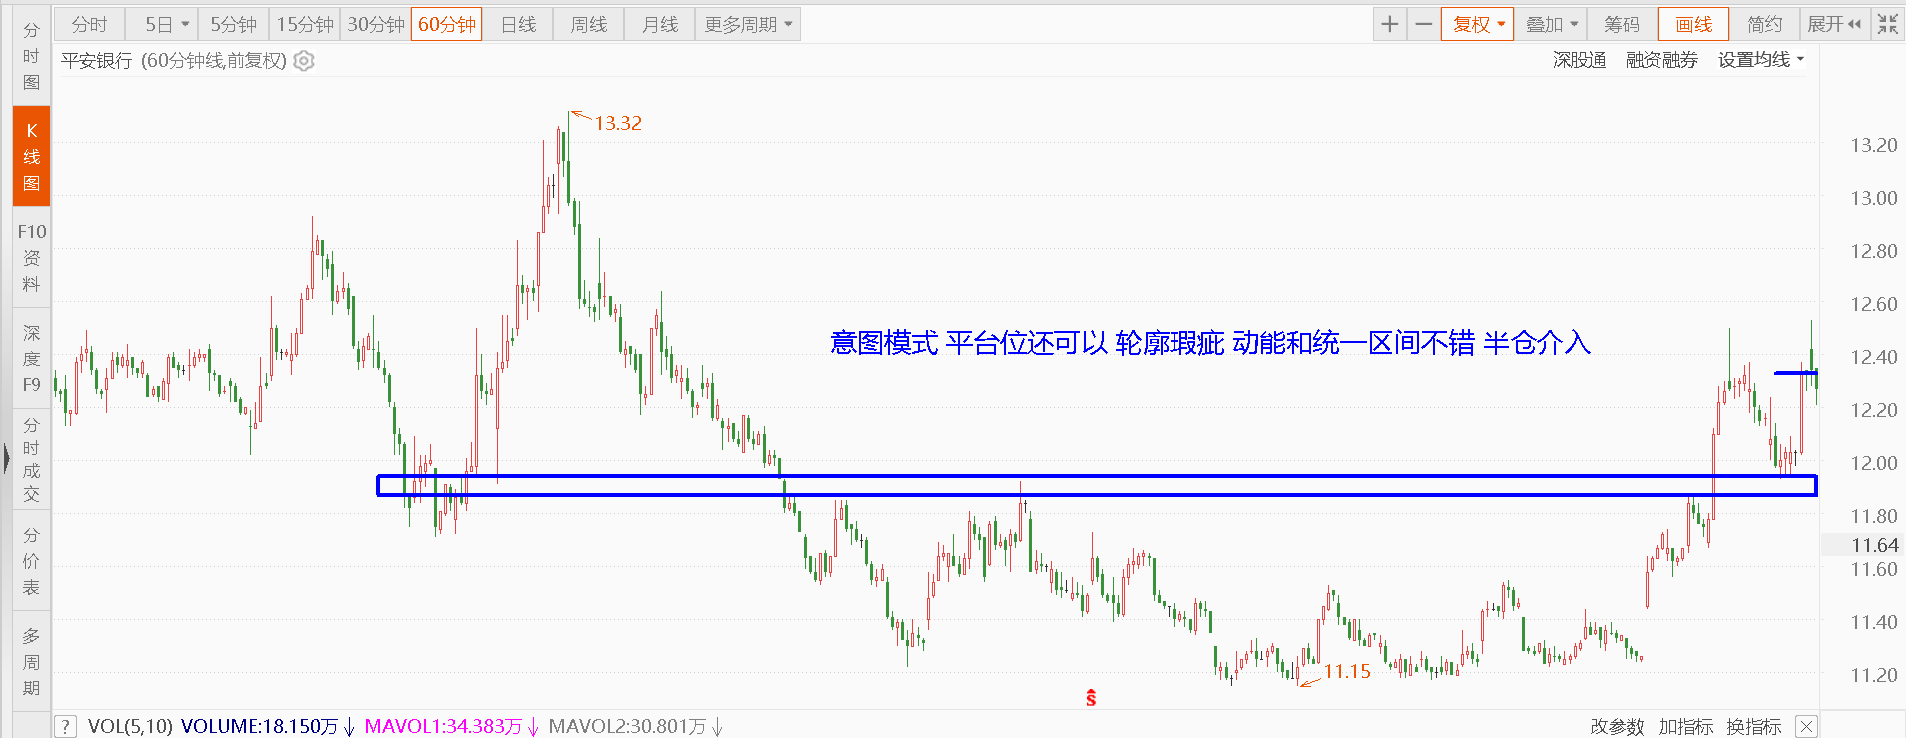 分时 5日 5分钟 15分钟 30分钟 60分钟 日线 周线 月线 更多周期 + − 复权 叠加 筹码 画线 简约 展开
分时图
K线图
F10资料
深度F9
分时成交
分价表
多周期
平安银行 (60分钟线,前复权) 深股通 融资融券 设置均线
13.32
意图模式 平台位还可以 轮廓瑕疵 动能和统一区间不错 半仓介入
11.15
S
13.20
13.00
12.80
12.60
12.40
12.20
12.00
11.80
11.64
11.60
11.40
11.20
? VOL(5,10) VOLUME:18.150万↓ MAVOL1:34.383万↓ MAVOL2:30.801万↓ 改参数 加指标 换指标